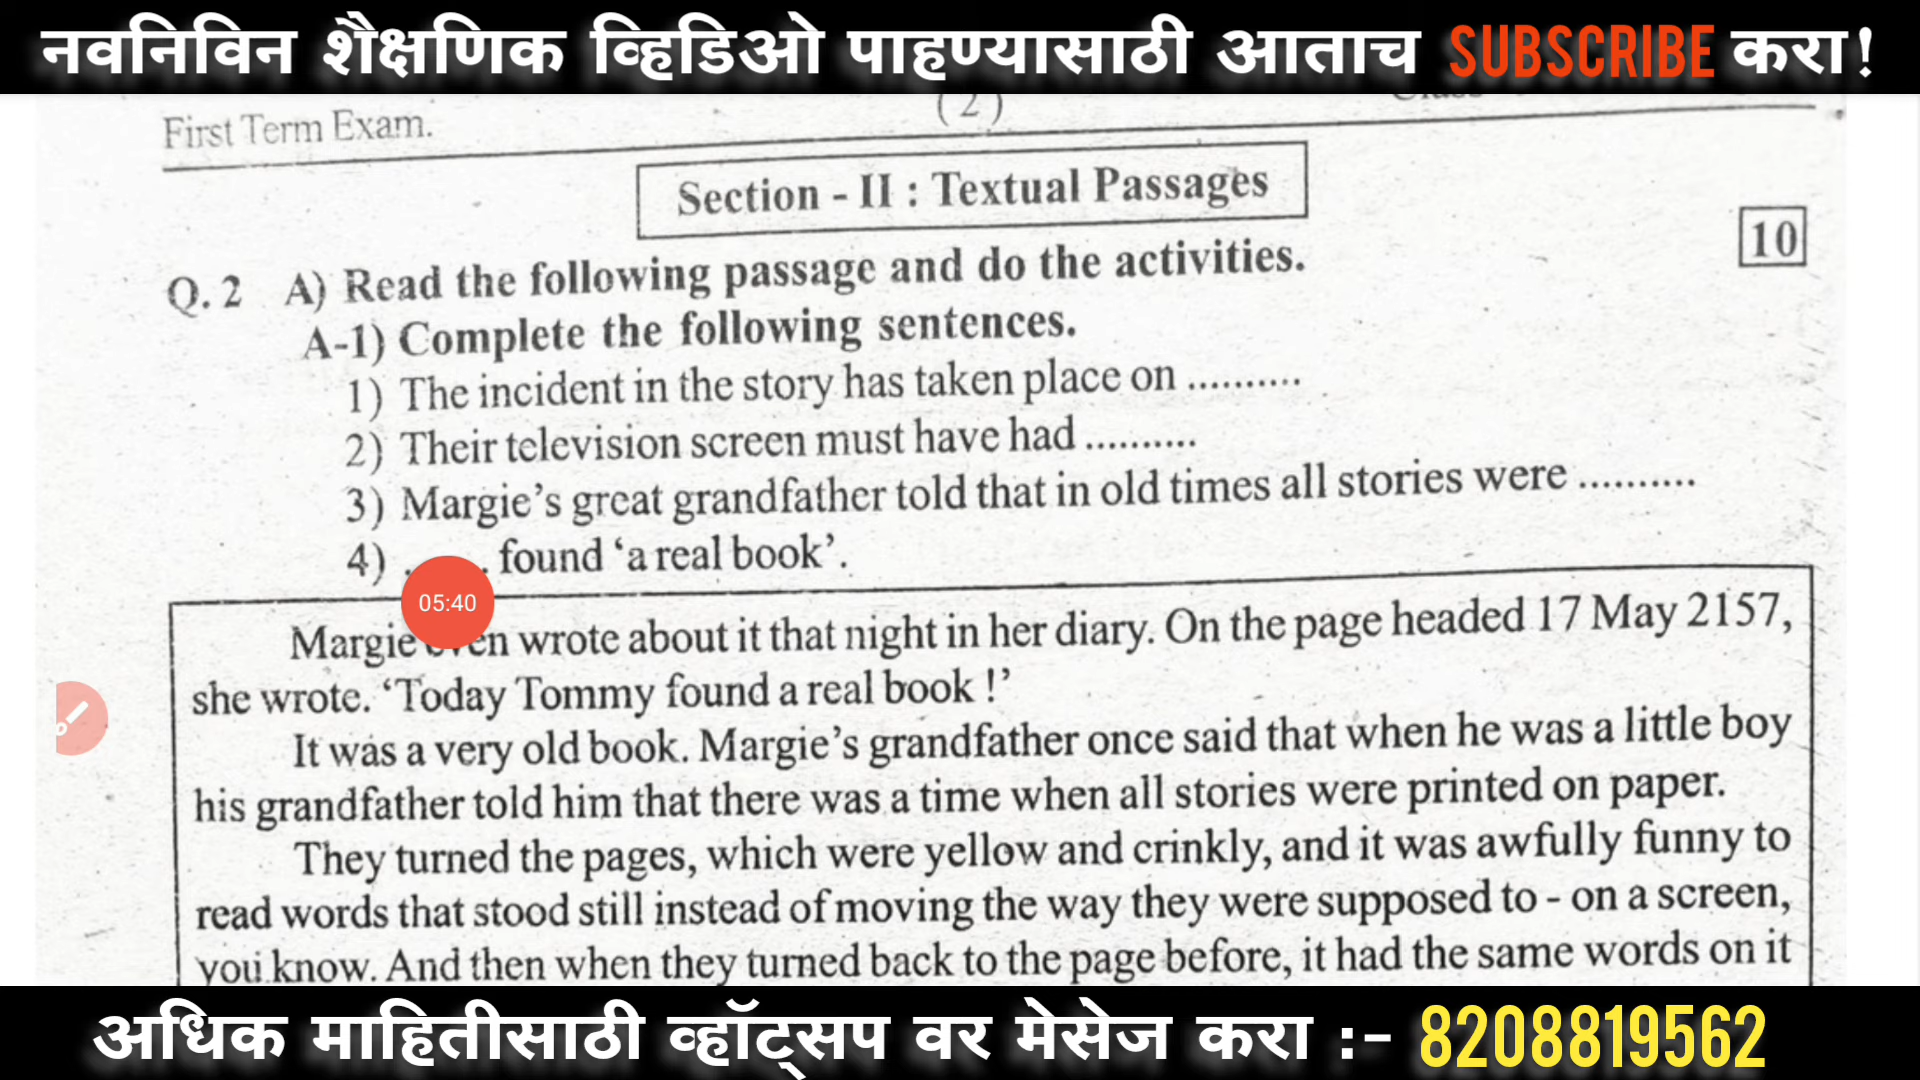 नवनिविन शैक्षणिक व्हिडिओ पाहण्यासाठी आताच SUBSCRIBE करा!
First Term Exam.
(2)
Section - II : Textual Passages
10
Q. 2 A) Read the following passage and do the activities.
A-1) Complete the following sentences.
1) The incident in the story has taken place on ..........
2) Their television screen must have had ..........
3) Margie's great grandfather told that in old times all stories were ..........
4) . . found 'a real book'.
05:40
Margie even wrote about it that night in her diary. On the page headed 17 May 2157,
she wrote. 'Today Tommy found a real book !'
It was a very old book. Margie's grandfather once said that when he was a little boy
his grandfather told him that there was a time when all stories were printed on paper.
They turned the pages, which were yellow and crinkly, and it was awfully funny to
read words that stood still instead of moving the way they were supposed to - on a screen,
you know. And then when they turned back to the page before, it had the same words on it
अधिक माहितीसाठी व्हॉट्सप वर मेसेज करा :- 8208819562